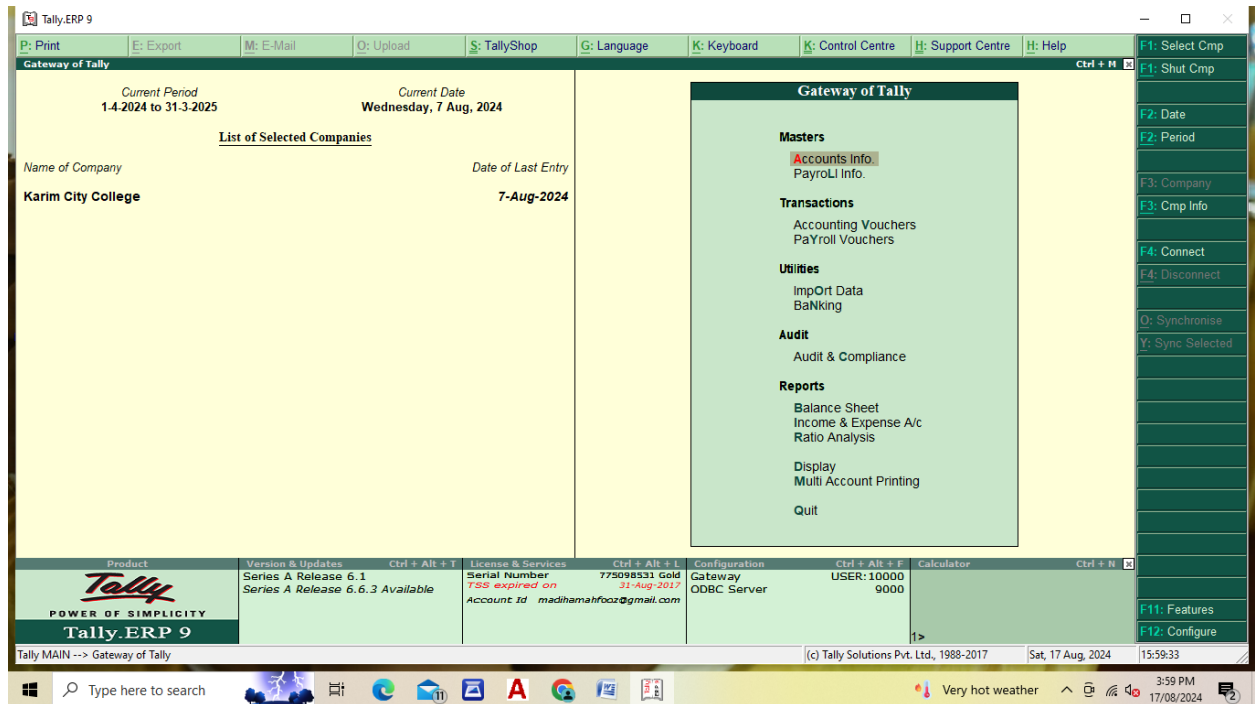 Tally.ERP 9
P: Print E: Export M: E-Mail O: Upload S: TallyShop G: Language K: Keyboard K: Control Centre H: Support Centre H: Help
Gateway of Tally Ctrl + M
Current Period Current Date
1-4-2024 to 31-3-2025 Wednesday, 7 Aug, 2024
List of Selected Companies
Name of Company Date of Last Entry
Karim City College 7-Aug-2024
Gateway of Tally
Masters
Accounts Info.
PayroLl Info.
Transactions
Accounting Vouchers
PaYroll Vouchers
Utilities
ImpOrt Data
BaNking
Audit
Audit & Compliance
Reports
Balance Sheet
Income & Expense A/c
Ratio Analysis
Display
Multi Account Printing
Quit
F1: Select Cmp
F1: Shut Cmp
F2: Date
F2: Period
F3: Company
F3: Cmp Info
F4: Connect
F4: Disconnect
O: Synchronise
Y: Sync Selected
F11: Features
F12: Configure
Product
Tally
POWER OF SIMPLICITY
Tally.ERP 9
Version & Updates Ctrl + Alt + T
Series A Release 6.1
Series A Release 6.6.3 Available
License & Services Ctrl + Alt + L
Serial Number 775098531 Gold
TSS expired on 31-Aug-2017
Account Id madihamahfooz@gmail.com
Configuration Ctrl + Alt + F
Gateway USER:10000
ODBC Server 9000
Calculator Ctrl + N
1>
Tally MAIN --> Gateway of Tally (c) Tally Solutions Pvt. Ltd., 1988-2017 Sat, 17 Aug, 2024 15:59:33
Type here to search
11
Very hot weather
3:59 PM
17/08/2024
2